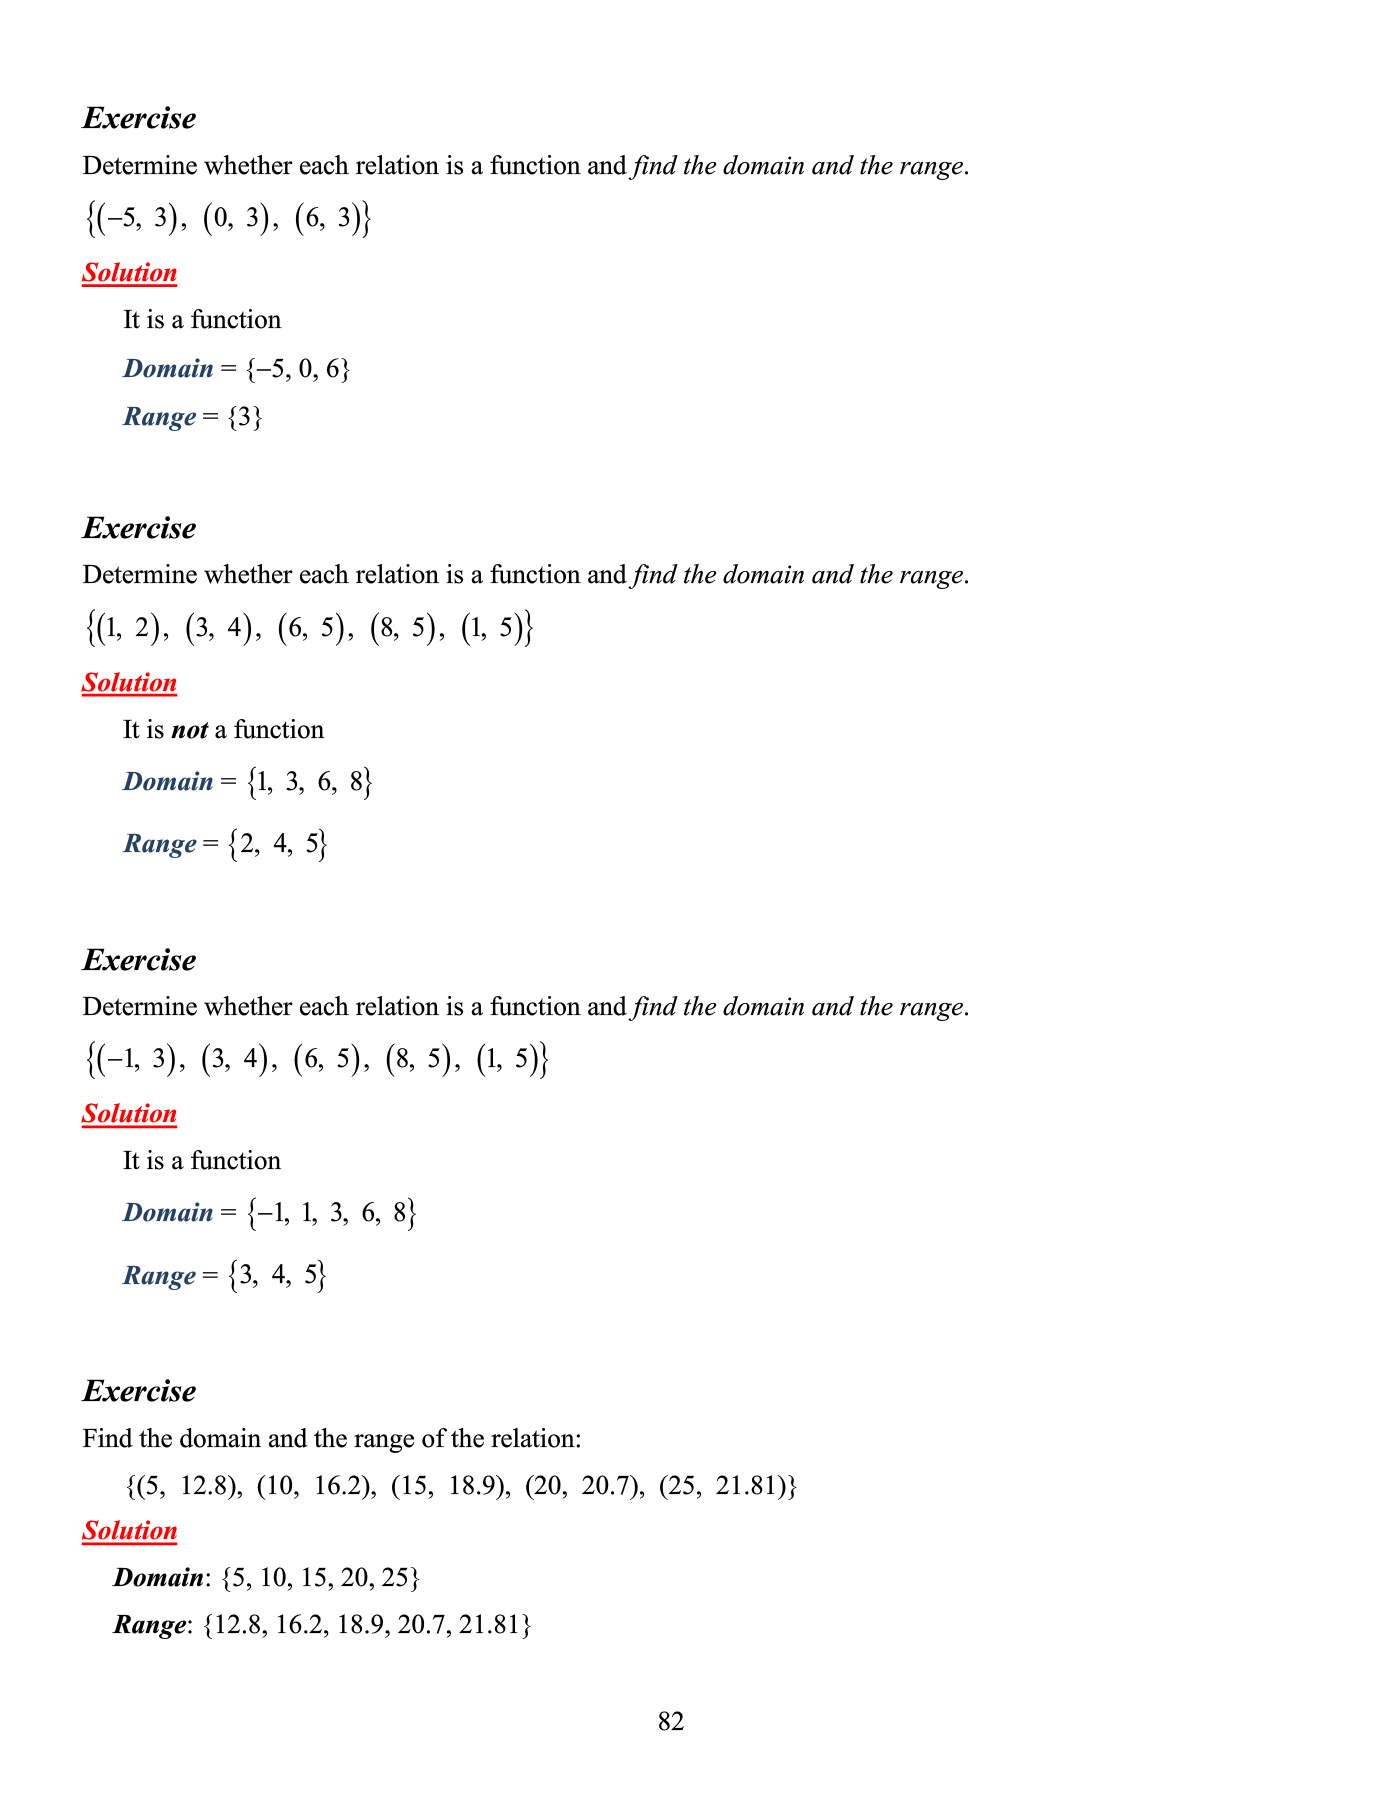 Exercise
Determine whether each relation is a function and find the domain and the range.
{(−5, 3), (0, 3), (6, 3)}
Solution
It is a function
Domain = {−5, 0, 6}
Range = {3}
Exercise
Determine whether each relation is a function and find the domain and the range.
{(1, 2), (3, 4), (6, 5), (8, 5), (1, 5)}
Solution
It is not a function
Domain = {1, 3, 6, 8}
Range = {2, 4, 5}
Exercise
Determine whether each relation is a function and find the domain and the range.
{(−1, 3), (3, 4), (6, 5), (8, 5), (1, 5)}
Solution
It is a function
Domain = {−1, 1, 3, 6, 8}
Range = {3, 4, 5}
Exercise
Find the domain and the range of the relation:
{(5, 12.8), (10, 16.2), (15, 18.9), (20, 20.7), (25, 21.81)}
Solution
Domain: {5, 10, 15, 20, 25}
Range: {12.8, 16.2, 18.9, 20.7, 21.81}
82